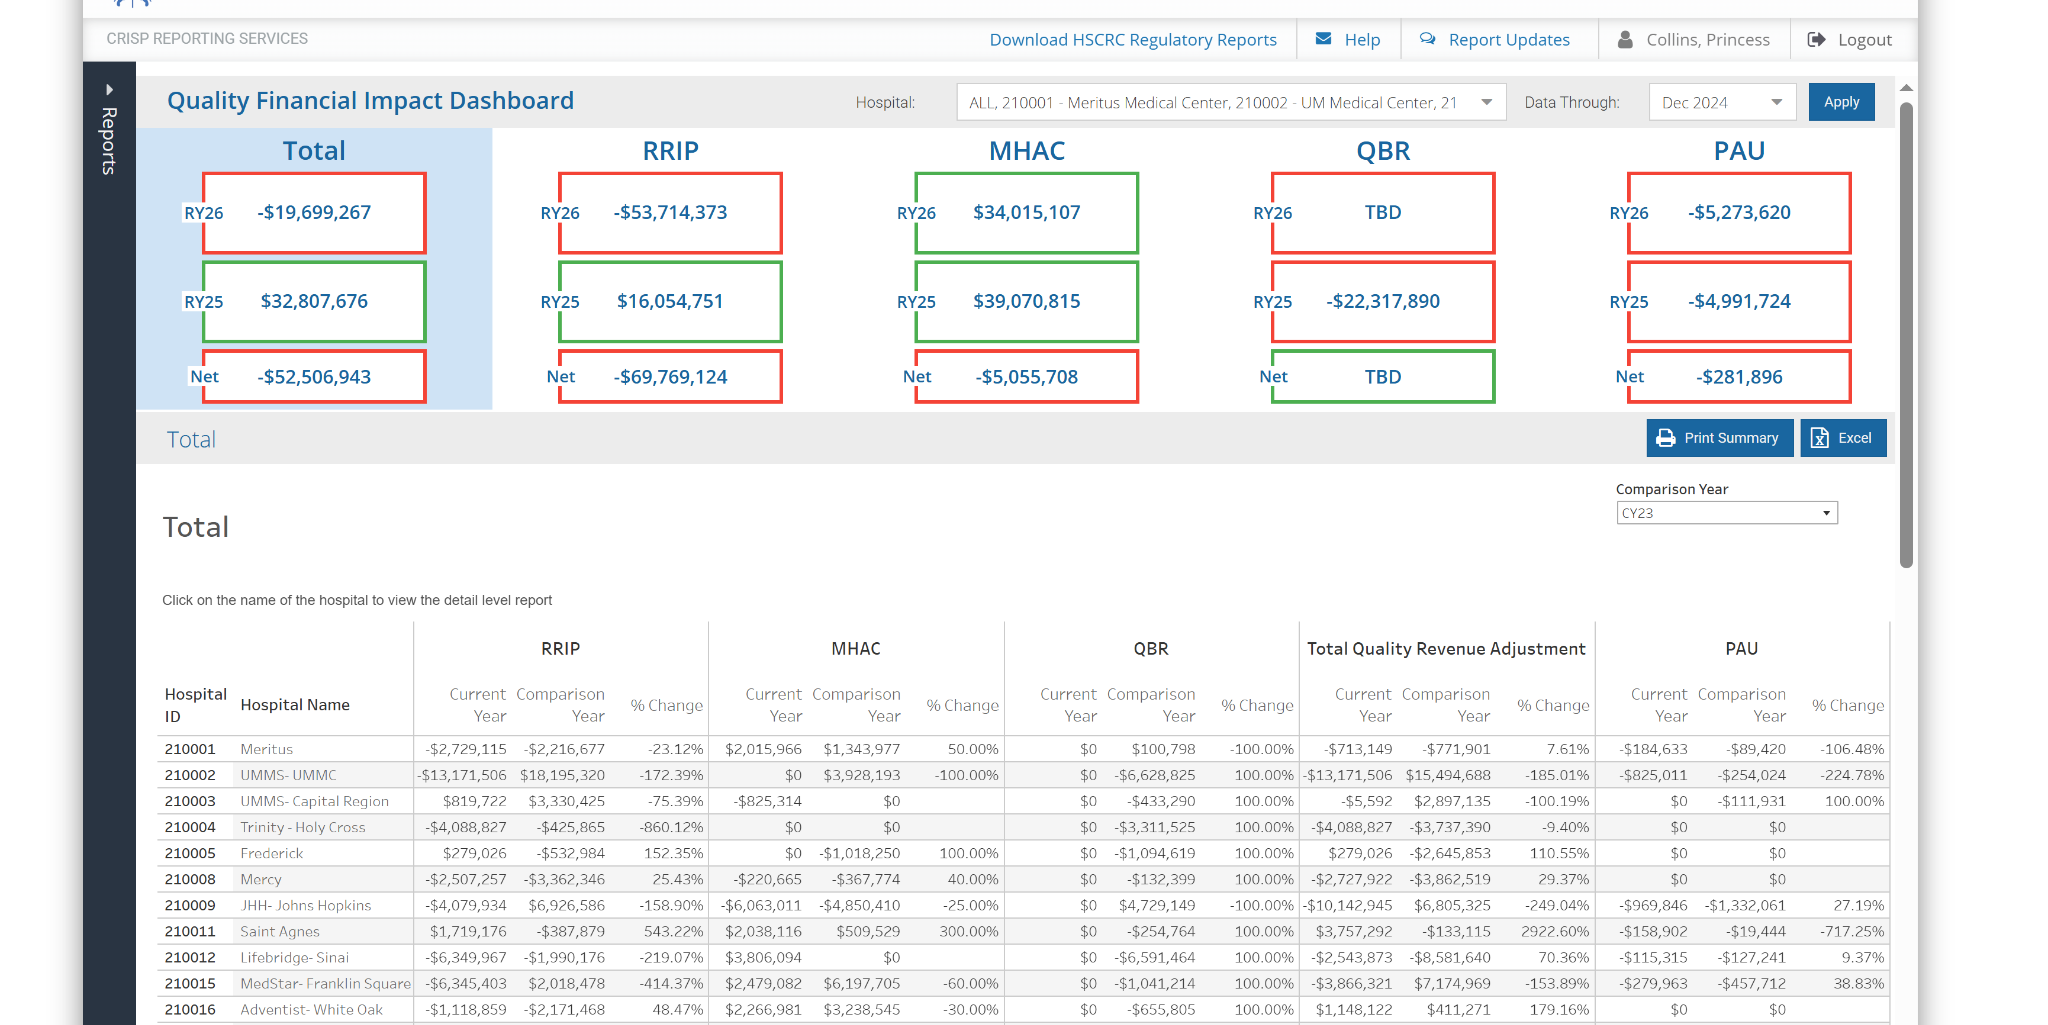 CRISP REPORTING SERVICES
Download HSCRC Regulatory Reports Help Report Updates Collins, Princess Logout
Reports
Quality Financial Impact Dashboard Hospital: ALL, 210001 - Meritus Medical Center, 210002 - UM Medical Center, 21 Data Through: Dec 2024 Apply
Total RRIP MHAC QBR PAU
RY26 -$19,699,267 RY26 -$53,714,373 RY26 $34,015,107 RY26 TBD RY26 -$5,273,620
RY25 $32,807,676 RY25 $16,054,751 RY25 $39,070,815 RY25 -$22,317,890 RY25 -$4,991,724
Net -$52,506,943 Net -$69,769,124 Net -$5,055,708 Net TBD Net -$281,896
Total Print Summary Excel
Comparison Year
CY23
Total
Click on the name of the hospital to view the detail level report
RRIP MHAC QBR Total Quality Revenue Adjustment PAU
Hospital ID Hospital Name Current Year Comparison Year % Change Current Year Comparison Year % Change Current Year Comparison Year % Change Current Year Comparison Year % Change Current Year Comparison Year % Change
210001 Meritus -$2,729,115 -$2,216,677 -23.12% $2,015,966 $1,343,977 50.00% $0 $100,798 -100.00% -$713,149 -$771,901 7.61% -$184,633 -$89,420 -106.48%
210002 UMMS- UMMC -$13,171,506 $18,195,320 -172.39% $0 $3,928,193 -100.00% $0 -$6,628,825 100.00% -$13,171,506 $15,494,688 -185.01% -$825,011 -$254,024 -224.78%
210003 UMMS- Capital Region $819,722 $3,330,425 -75.39% -$825,314 $0 $0 -$433,290 100.00% -$5,592 $2,897,135 -100.19% $0 -$111,931 100.00%
210004 Trinity - Holy Cross -$4,088,827 -$425,865 -860.12% $0 $0 $0 -$3,311,525 100.00% -$4,088,827 -$3,737,390 -9.40% $0 $0
210005 Frederick $279,026 -$532,984 152.35% $0 -$1,018,250 100.00% $0 -$1,094,619 100.00% $279,026 -$2,645,853 110.55% $0 $0
210008 Mercy -$2,507,257 -$3,362,346 25.43% -$220,665 -$367,774 40.00% $0 -$132,399 100.00% -$2,727,922 -$3,862,519 29.37% $0 $0
210009 JHH- Johns Hopkins -$4,079,934 $6,926,586 -158.90% -$6,063,011 -$4,850,410 -25.00% $0 $4,729,149 -100.00% -$10,142,945 $6,805,325 -249.04% -$969,846 -$1,332,061 27.19%
210011 Saint Agnes $1,719,176 -$387,879 543.22% $2,038,116 $509,529 300.00% $0 -$254,764 100.00% $3,757,292 -$133,115 2922.60% -$158,902 -$19,444 -717.25%
210012 Lifebridge- Sinai -$6,349,967 -$1,990,176 -219.07% $3,806,094 $0 $0 -$6,591,464 100.00% -$2,543,873 -$8,581,640 70.36% -$115,315 -$127,241 9.37%
210015 MedStar- Franklin Square -$6,345,403 $2,018,478 -414.37% $2,479,082 $6,197,705 -60.00% $0 -$1,041,214 100.00% -$3,866,321 $7,174,969 -153.89% -$279,963 -$457,712 38.83%
210016 Adventist- White Oak -$1,118,859 -$2,171,468 48.47% $2,266,981 $3,238,545 -30.00% $0 -$655,805 100.00% $1,148,122 $411,271 179.16% $0 $0